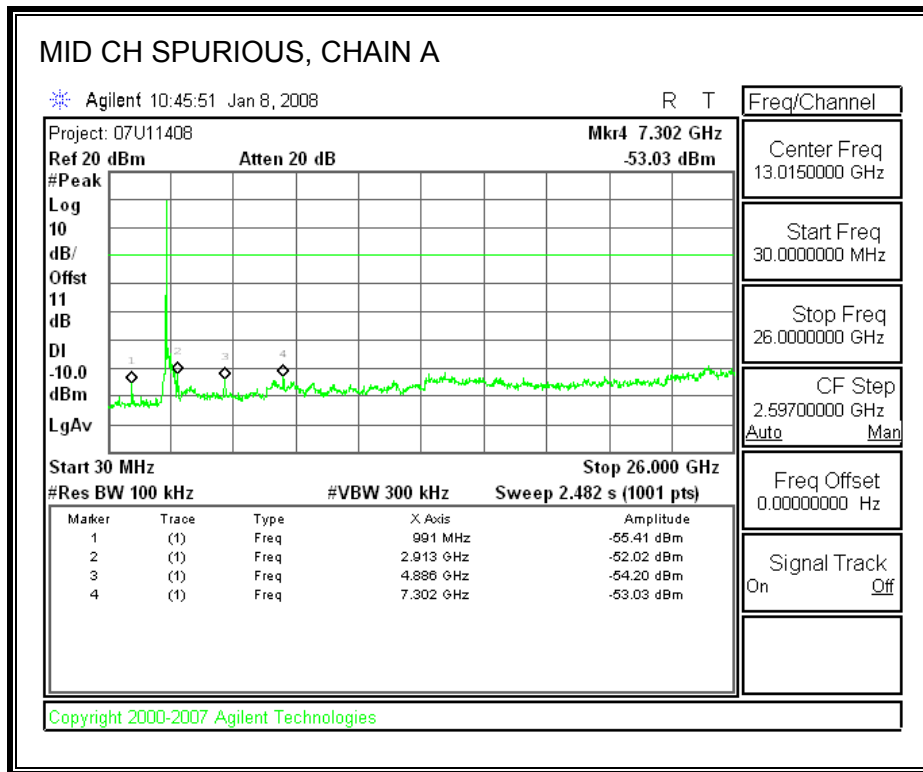 MID CH SPURIOUS, CHAIN A
Agilent 10:45:51 Jan 8, 2008 R T
Project: 07U11408 Mkr4 7.302 GHz
Ref 20 dBm Atten 20 dB -53.03 dBm
#Peak
Log
10
dB/
Offst
11
dB
DI
-10.0
dBm
LgAv
1 2 3 4
Start 30 MHz Stop 26.000 GHz
#Res BW 100 kHz #VBW 300 kHz Sweep 2.482 s (1001 pts)
Marker Trace Type X Axis Amplitude
1 (1) Freq 991 MHz -55.41 dBm
2 (1) Freq 2.913 GHz -52.02 dBm
3 (1) Freq 4.886 GHz -54.20 dBm
4 (1) Freq 7.302 GHz -53.03 dBm
Copyright 2000-2007 Agilent Technologies
Freq/Channel
Center Freq
13.0150000 GHz
Start Freq
30.0000000 MHz
Stop Freq
26.0000000 GHz
CF Step
2.59700000 GHz
Auto Man
Freq Offset
0.00000000 Hz
Signal Track
On Off